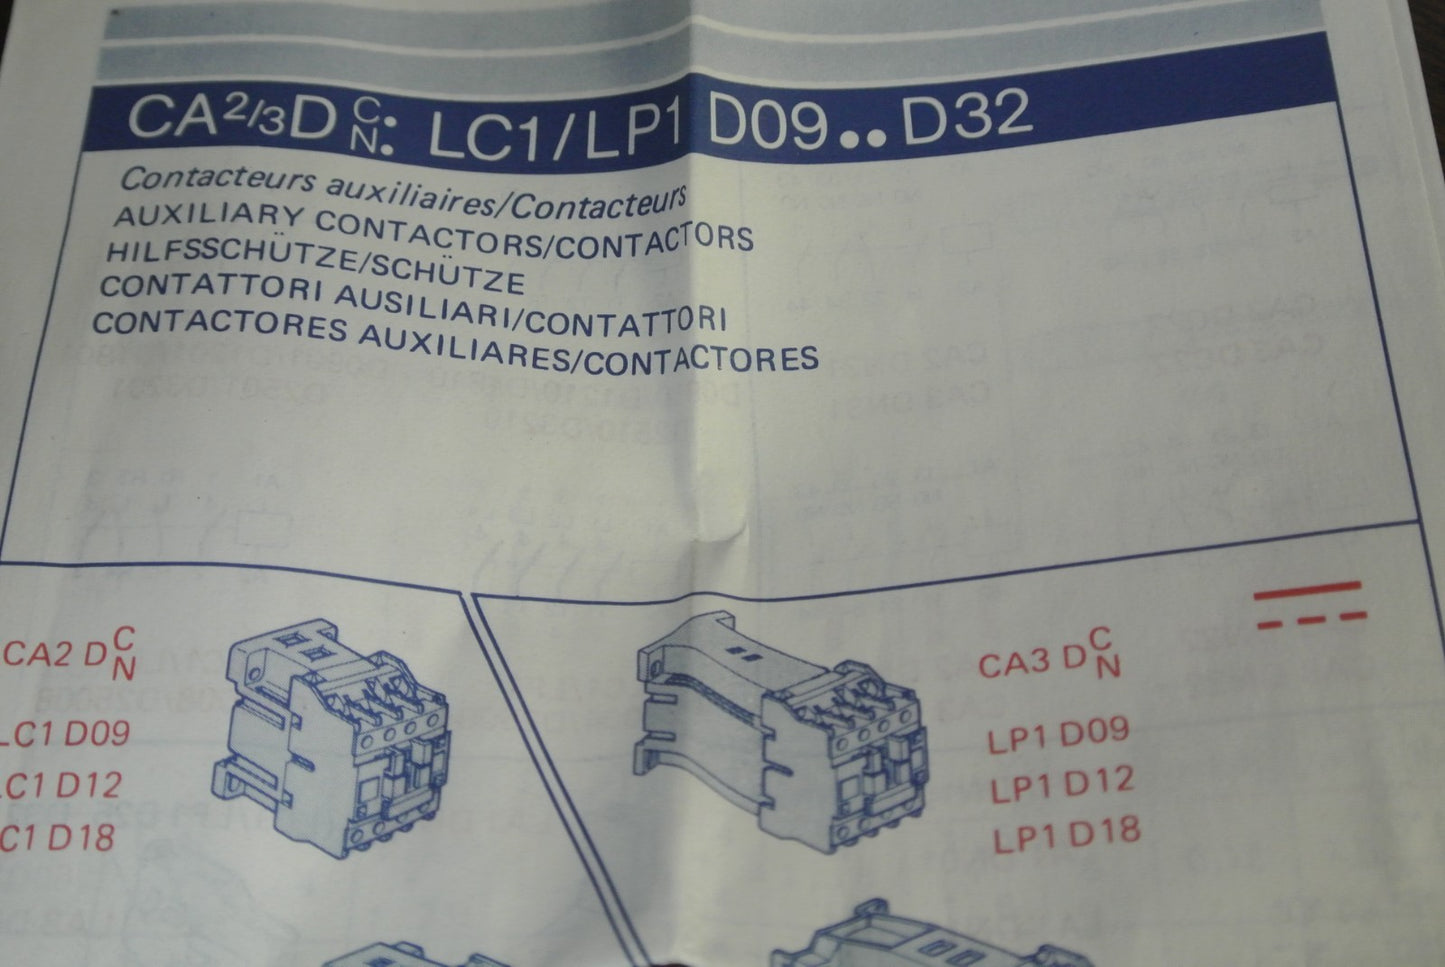 CA2/3D C/N: LC1/LP1 D09.. D32
Contacteurs auxiliaires/Contacteurs
AUXILIARY CONTACTORS/CONTACTORS
HILFSSCHÜTZE/SCHÜTZE
CONTATTORI AUSILIARI/CONTATTORI
CONTACTORES AUXILIARES/CONTACTORES
CA2 D C/N
LC1 D09
LC1 D12
C1 D18
CA3 D C/N
LP1 D09
LP1 D12
LP1 D18